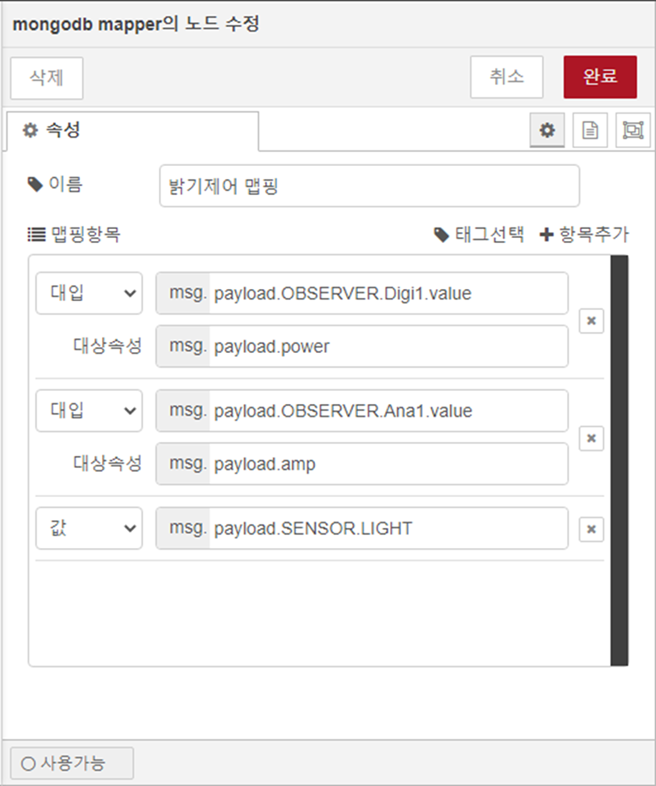 mongodb mapper의 노드 수정
삭제 취소 완료
속성
이름 밝기제어 맵핑
맵핑항목 태그선택 항목추가
대입 msg. payload.OBSERVER.Digi1.value
대상속성 msg. payload.power
대입 msg. payload.OBSERVER.Ana1.value
대상속성 msg. payload.amp
값 msg. payload.SENSOR.LIGHT
사용가능